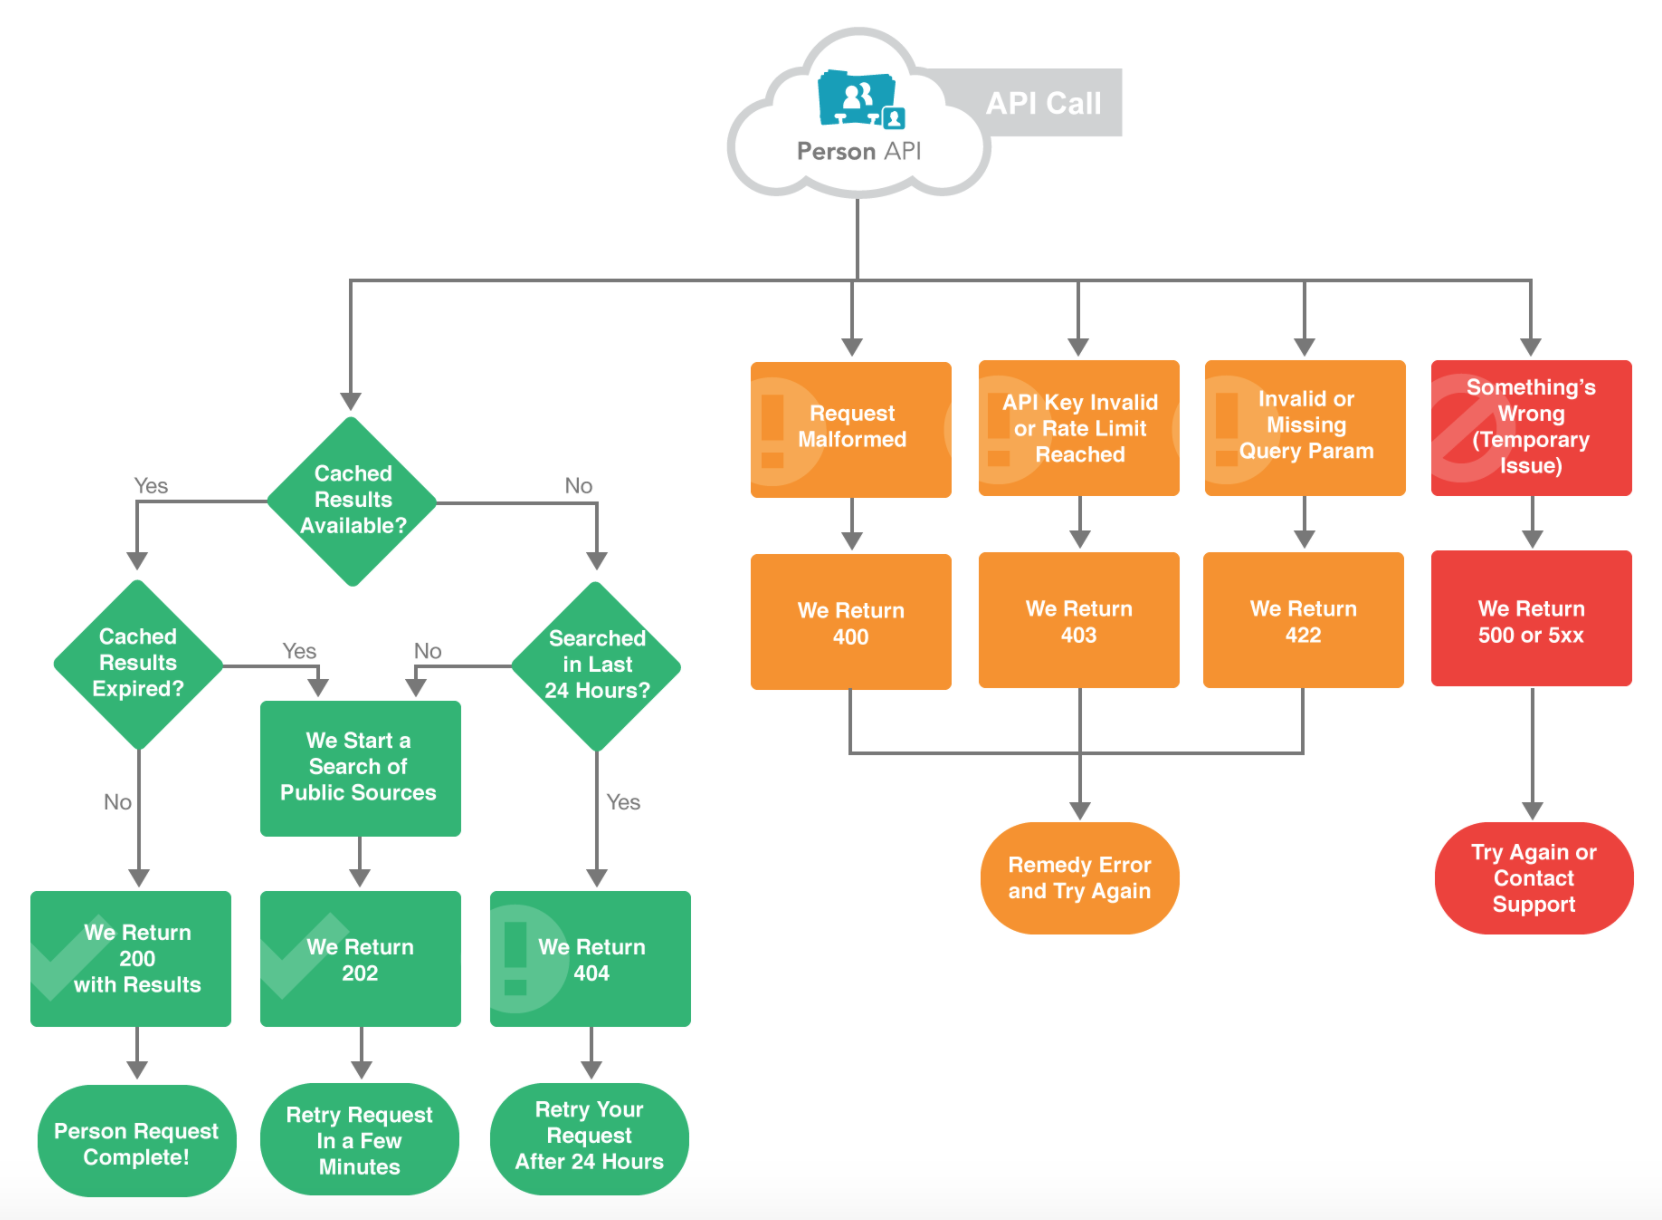 API Call
Person API
Cached
Results
Available?
Yes
No
Request
Malformed
API Key Invalid
or Rate Limit
Reached
Invalid or
Missing
Query Param
Something’s
Wrong
(Temporary
Issue)
Cached
Results
Expired?
Yes
No
Searched
in Last
24 Hours?
We Return
400
We Return
403
We Return
422
We Return
500 or 5xx
We Start a
Search of
Public Sources
No
Yes
We Return
200
with Results
We Return
202
We Return
404
Remedy Error
and Try Again
Try Again or
Contact
Support
Person Request
Complete!
Retry Request
In a Few
Minutes
Retry Your
Request
After 24 Hours